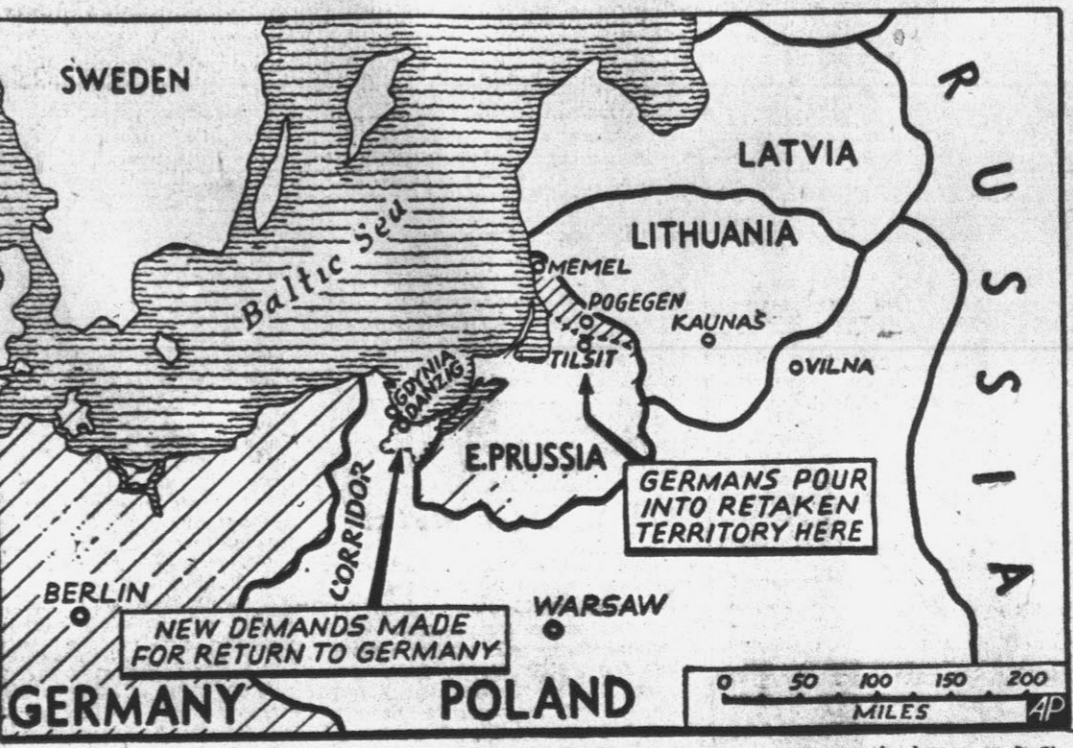 SWEDEN
RUSSIA
LATVIA
LITHUANIA
Baltic Sea
MEMEL
POGEGEN
KAUNAS
TILSIT
VILNA
GDYNIA
DANZIG
E.PRUSSIA
CORRIDOR
GERMANS POUR
INTO RETAKEN
TERRITORY HERE
BERLIN
WARSAW
NEW DEMANDS MADE
FOR RETURN TO GERMANY
GERMANY
POLAND
0 50 100 150 200
MILES
AP